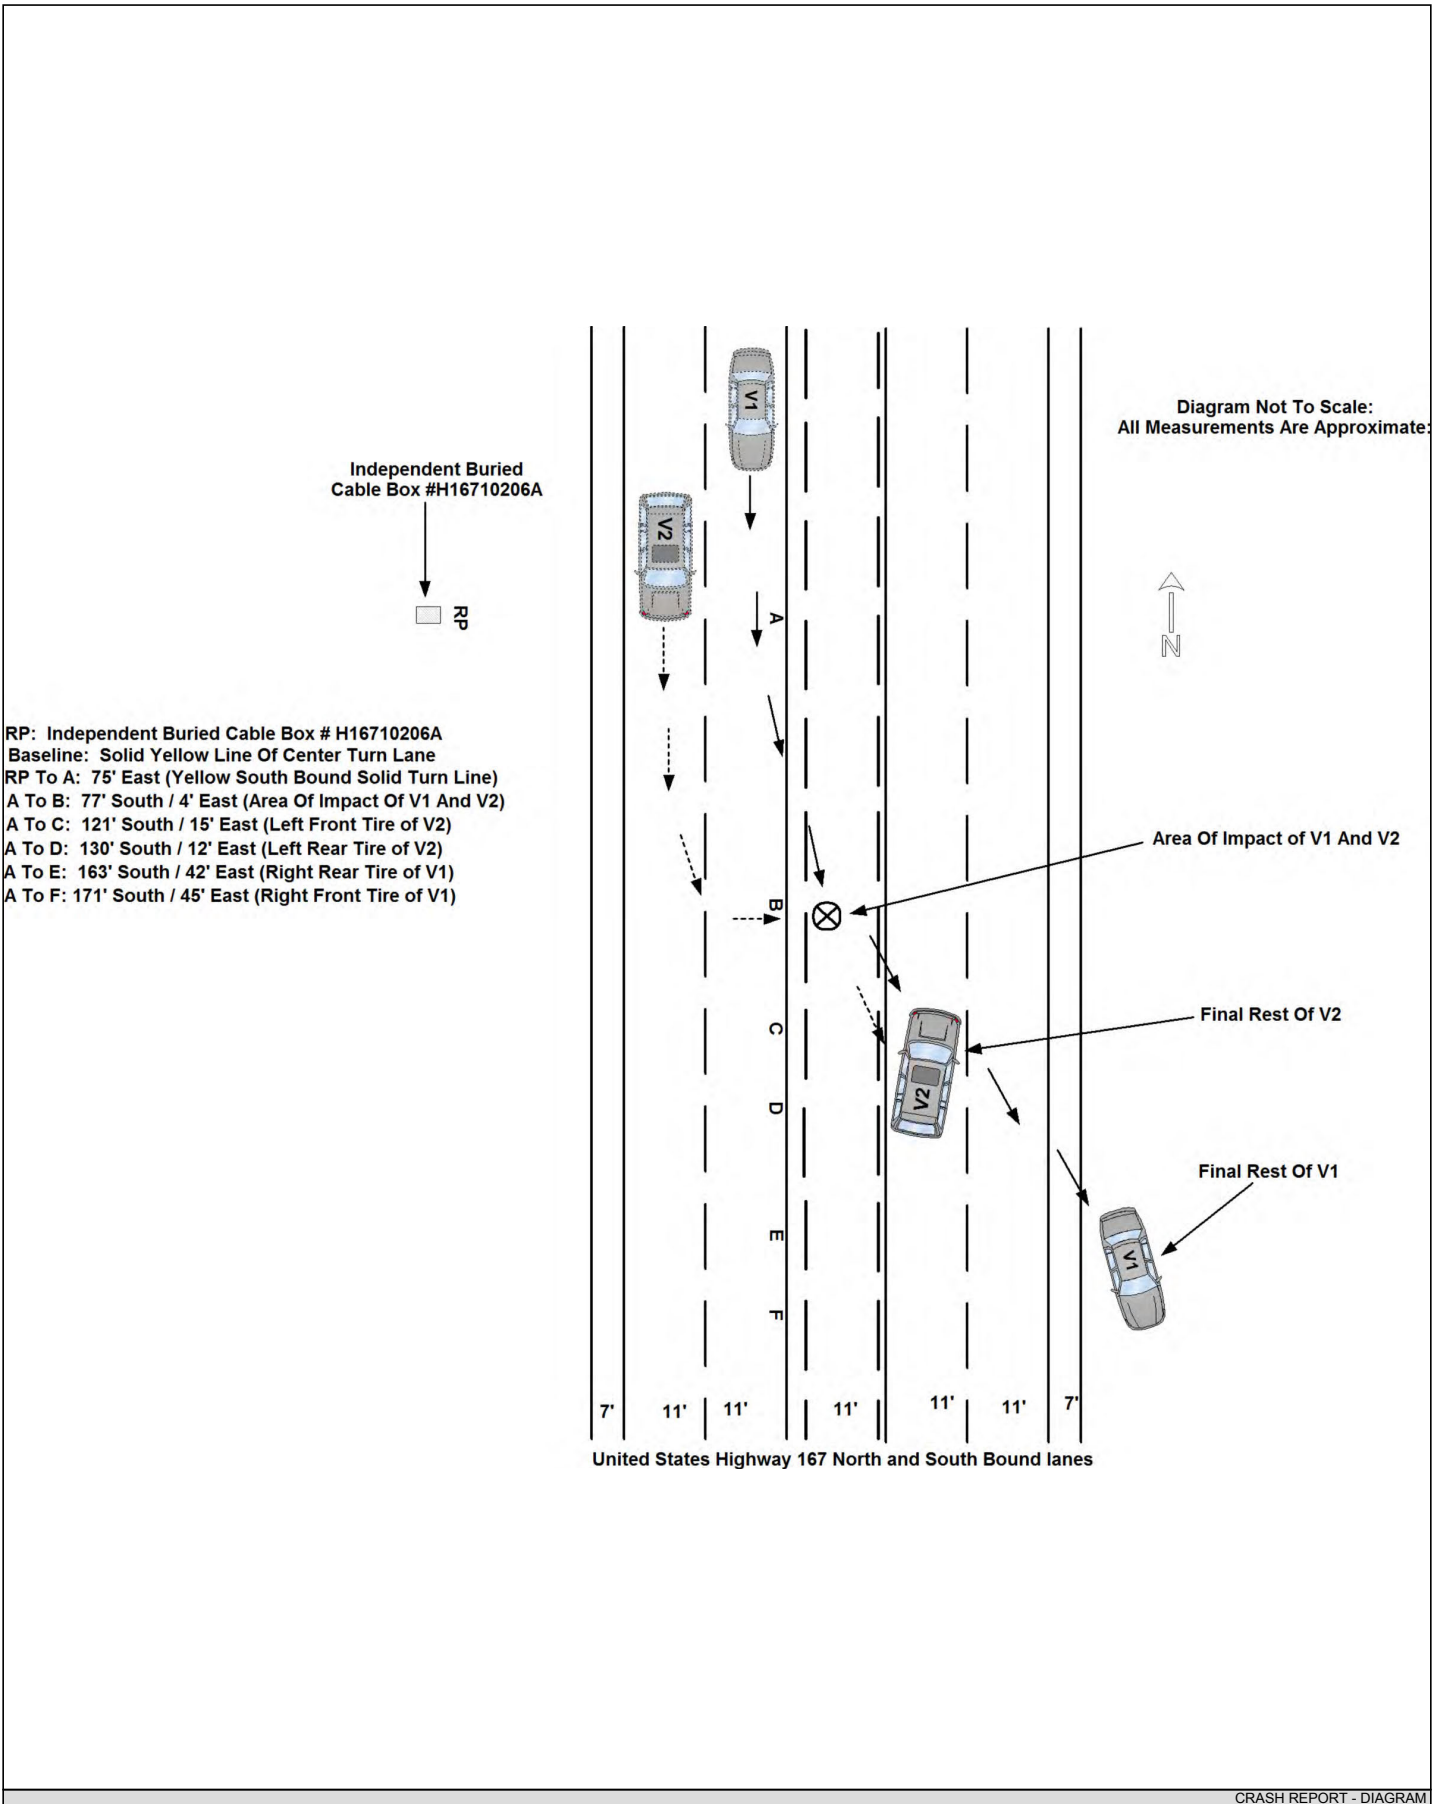 V1
Diagram Not To Scale:
All Measurements Are Approximate:
Independent Buried
Cable Box #H16710206A
V2
RP
A
N
RP: Independent Buried Cable Box # H16710206A
Baseline: Solid Yellow Line Of Center Turn Lane
RP To A: 75' East (Yellow South Bound Solid Turn Line)
A To B: 77' South / 4' East (Area Of Impact Of V1 And V2)
A To C: 121' South / 15' East (Left Front Tire of V2)
A To D: 130' South / 12' East (Left Rear Tire of V2)
A To E: 163' South / 42' East (Right Rear Tire of V1)
A To F: 171' South / 45' East (Right Front Tire of V1)
Area Of Impact of V1 And V2
B
Final Rest Of V2
C
V2
D
Final Rest Of V1
E
V1
F
7' 11' 11' 11' 11' 11' 7'
United States Highway 167 North and South Bound lanes
CRASH REPORT - DIAGRAM